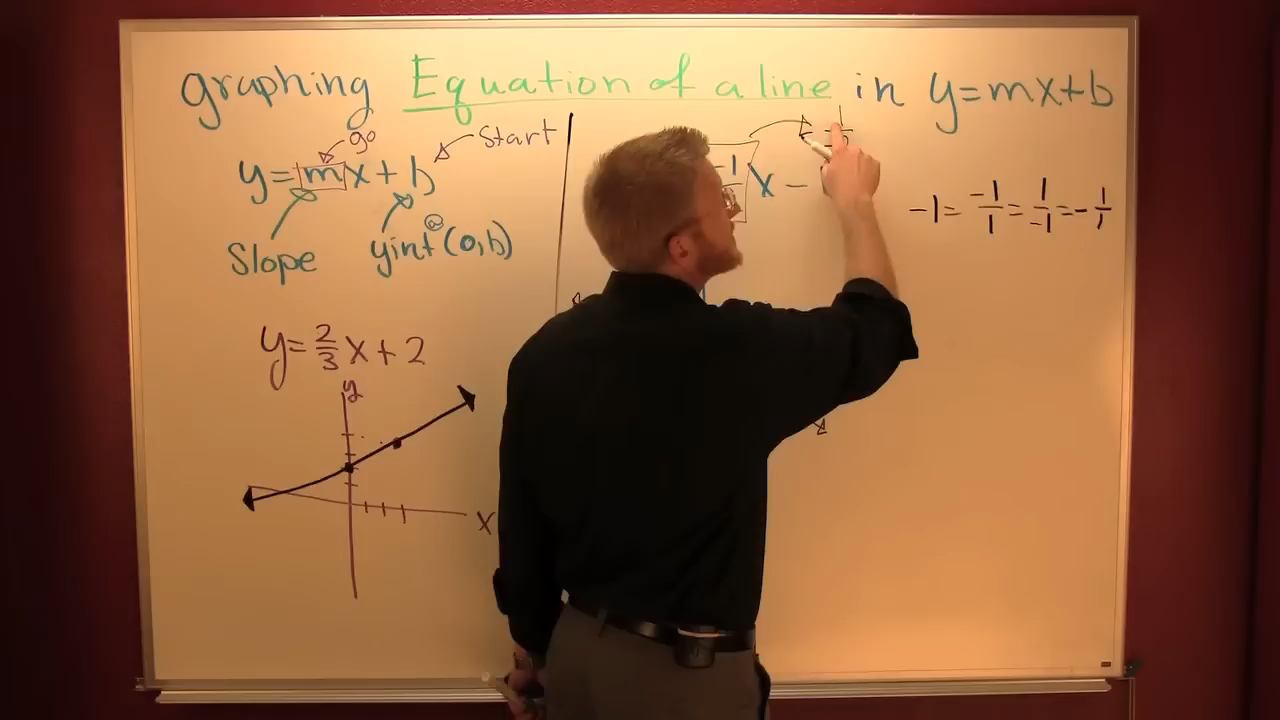 graphing Equation of a line in y=mx+b
go
Start
y=mx+b
Slope
yint @ (0,b)
y=2/3x+2
y
x
-1
x -
-1= -1/1 = 1/-1 = -1/1